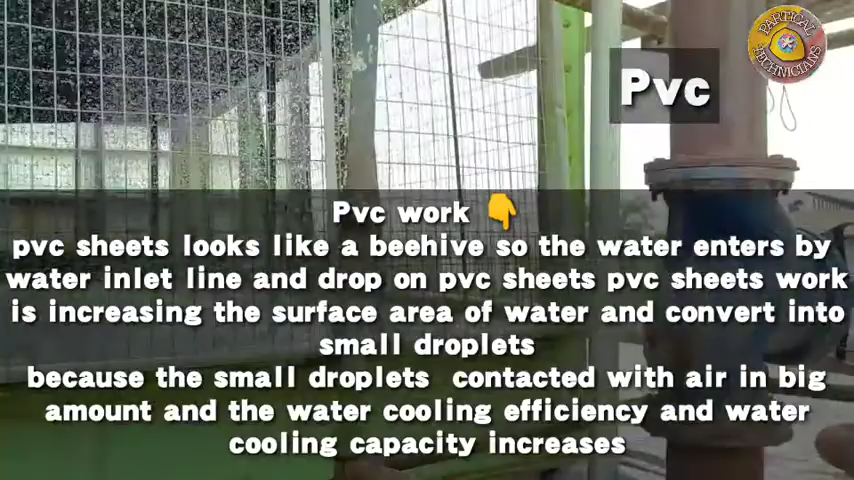 PARTICAL
TECHNICIANS
Pvc
Pvc work 👇
pvc sheets looks like a beehive so the water enters by
water inlet line and drop on pvc sheets pvc sheets work
is increasing the surface area of water and convert into
small droplets
because the small droplets contacted with air in big
amount and the water cooling efficiency and water
cooling capacity increases